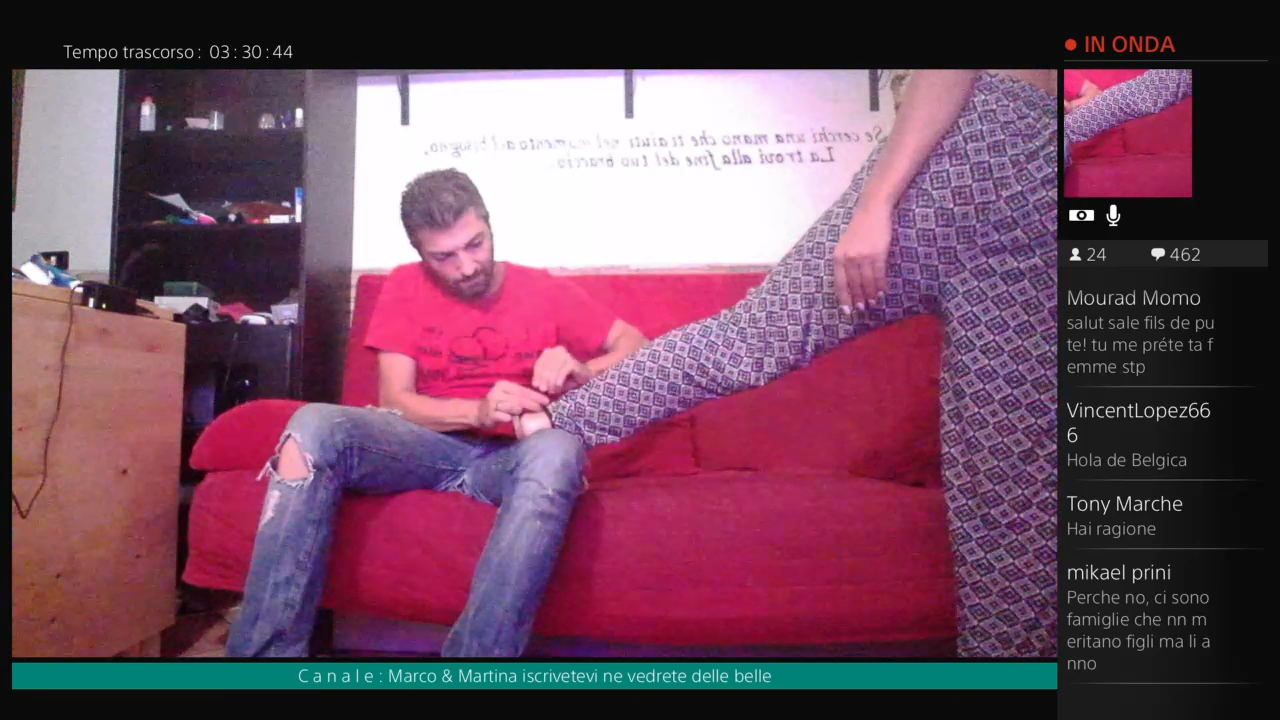 Tempo trascorso : 03 : 30 : 44
IN ONDA
Se cerchi una mano che ti aiuti nel momento del bisogno,
La trovi alla fine del tuo braccio
24 462
Mourad Momo
salut sale fils de pu
te! tu me préte ta f
emme stp
VincentLopez66
6
Hola de Belgica
Tony Marche
Hai ragione
mikael prini
Perche no, ci sono
famiglie che nn m
eritano figli ma li a
nno
C a n a l e : Marco & Martina iscrivetevi ne vedrete delle belle